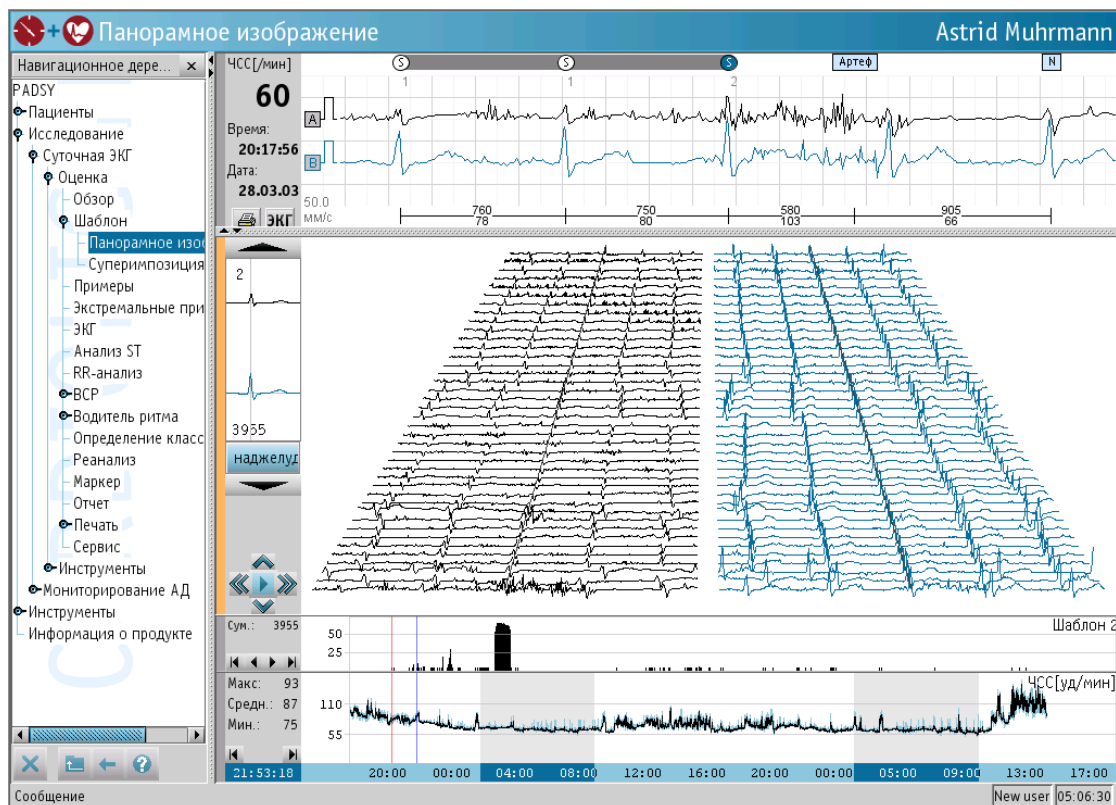 Панорамное изображение
Astrid Muhrmann
Навигационное дере...
PADSY
Пациенты
Исследование
Суточная ЭКГ
Оценка
Обзор
Шаблон
Панорамное изо
Суперимпозиция
Примеры
Экстремальные при
ЭКГ
Анализ ST
RR-анализ
ВСР
Водитель ритма
Определение класс
Реанализ
Маркер
Отчет
Печать
Сервис
Инструменты
Мониторирование АД
Инструменты
Информация о продукте
ЧСС[/мин]
60
Время:
20:17:56
Дата:
28.03.03
ЭКГ
S S S Артеф N
1 1 2
A
B
50.0
мм/с
760 750 580 905
78 80 103 66
2
3955
наджелуд
Сум.: 3955
50
25
Шаблон 2
Макс: 93
Средн.: 87
Мин.: 75
110
55
ЧСС[уд/мин]
21:53:18
20:00 00:00 04:00 08:00 12:00 16:00 20:00 00:00 05:00 09:00 13:00 17:00
Сообщение
New user
05:06:30